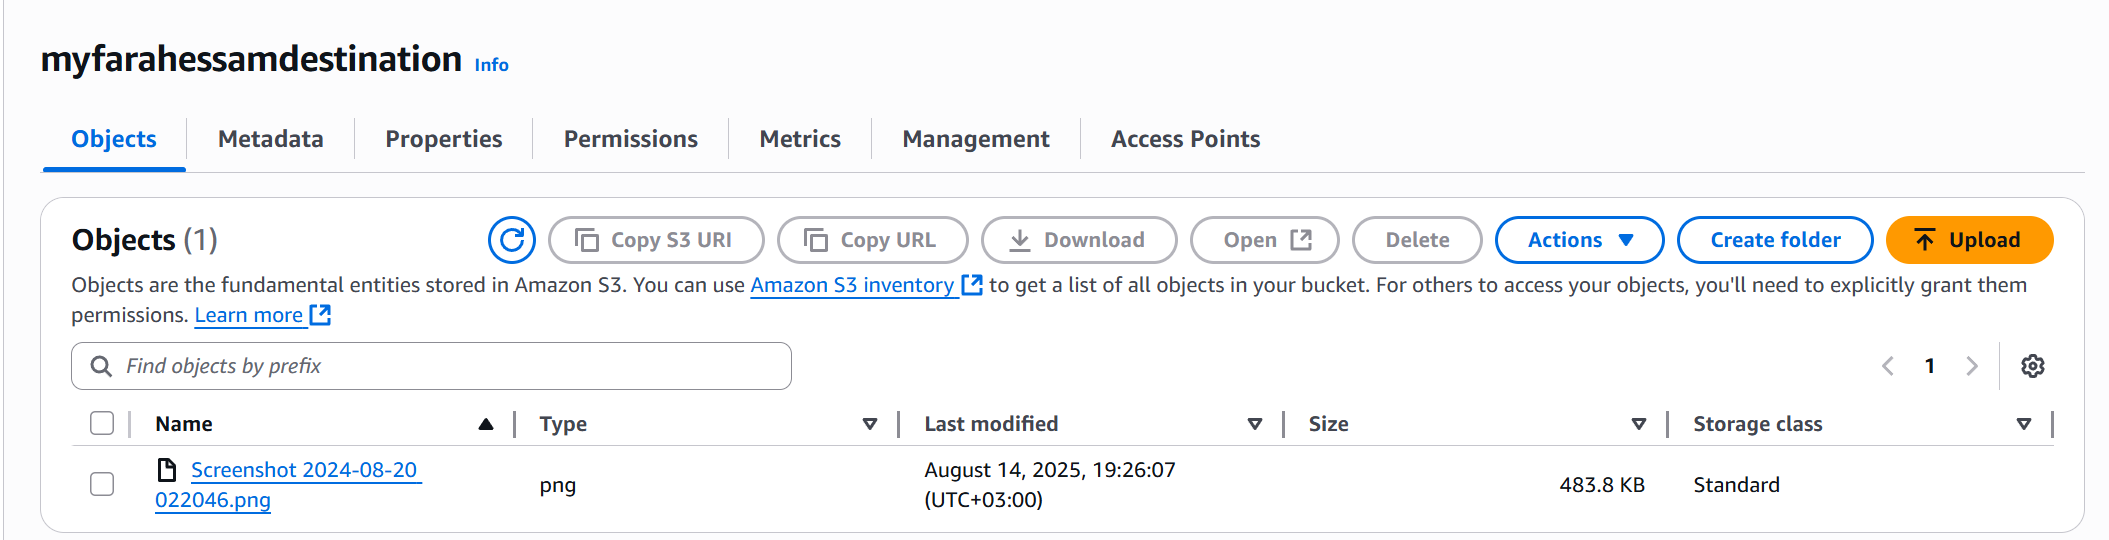 myfarahessamdestination Info
Objects Metadata Properties Permissions Metrics Management Access Points
Objects (1) Copy S3 URI Copy URL Download Open Delete Actions Create folder Upload
Objects are the fundamental entities stored in Amazon S3. You can use Amazon S3 inventory to get a list of all objects in your bucket. For others to access your objects, you'll need to explicitly grant them
permissions. Learn more
Find objects by prefix 1
Name Type Last modified Size Storage class
Screenshot 2024-08-20 August 14, 2025, 19:26:07
png 483.8 KB Standard
022046.png (UTC+03:00)